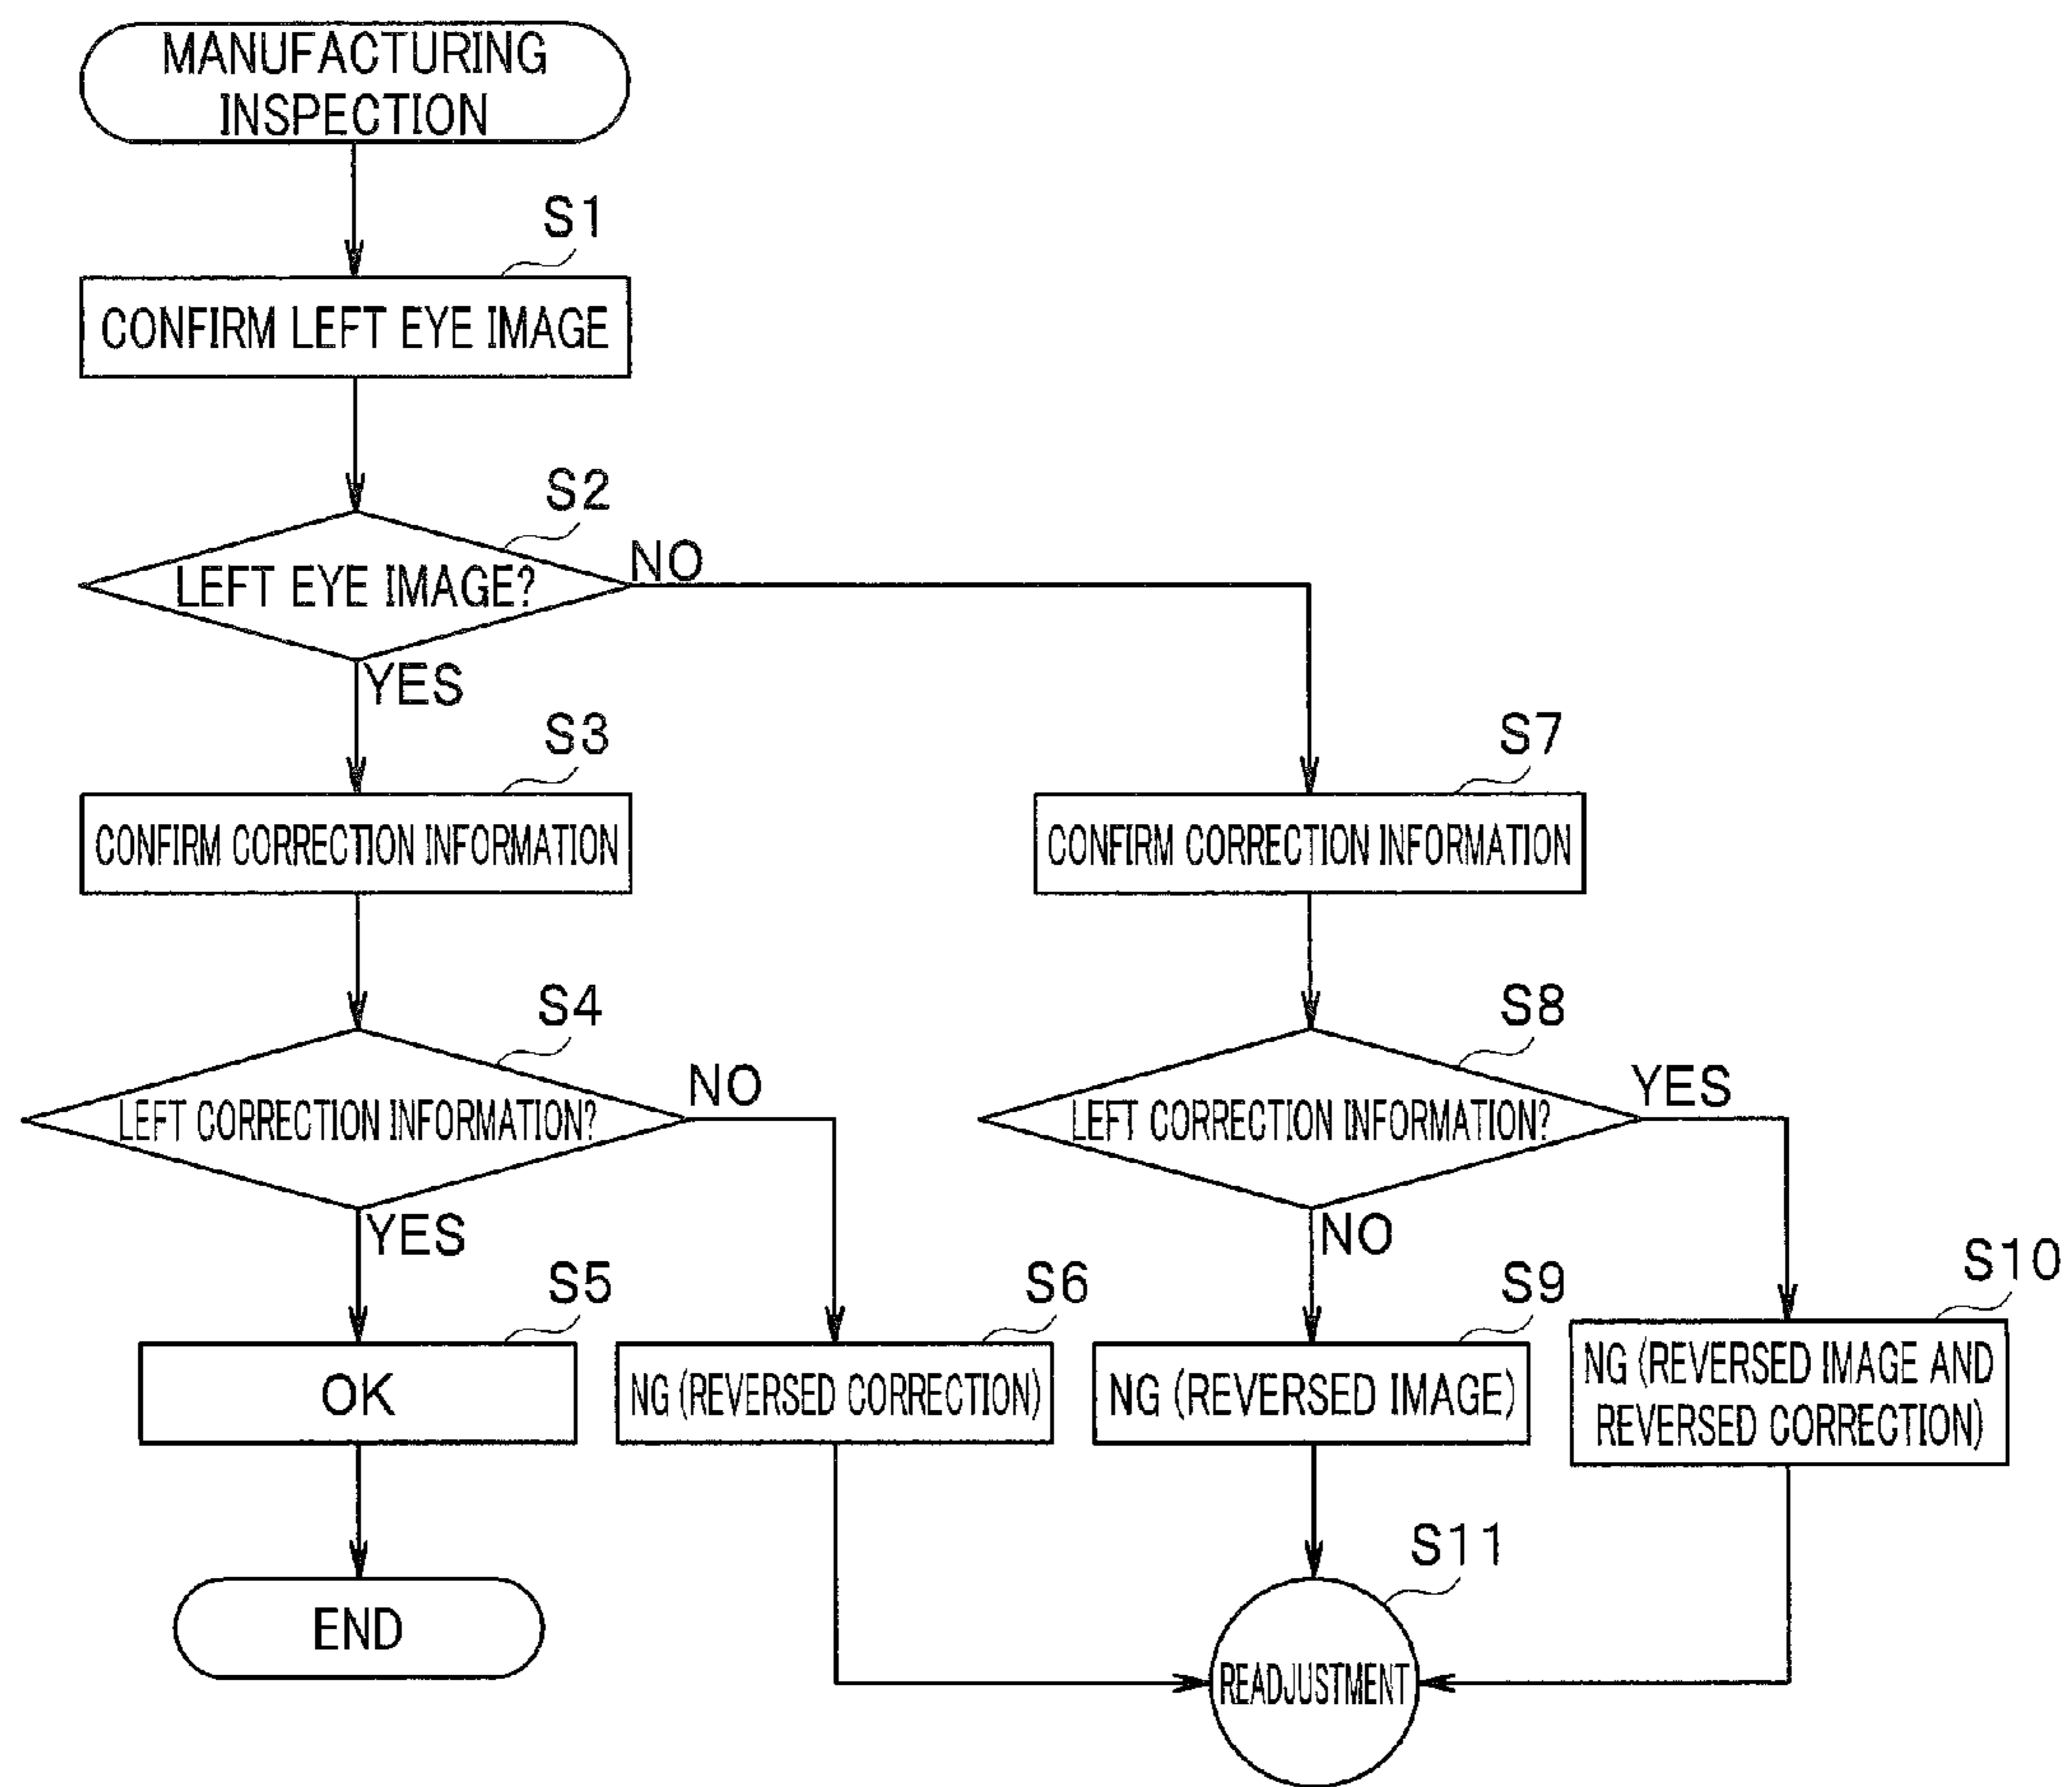 MANUFACTURING
INSPECTION
S1
CONFIRM LEFT EYE IMAGE
S2
LEFT EYE IMAGE?
NO
YES
S3
CONFIRM CORRECTION INFORMATION
S7
CONFIRM CORRECTION INFORMATION
S4
LEFT CORRECTION INFORMATION?
NO
YES
S8
LEFT CORRECTION INFORMATION?
YES
NO
S5
OK
S6
NG (REVERSED CORRECTION)
S9
NG (REVERSED IMAGE)
S10
NG (REVERSED IMAGE AND
REVERSED CORRECTION)
END
S11
READJUSTMENT